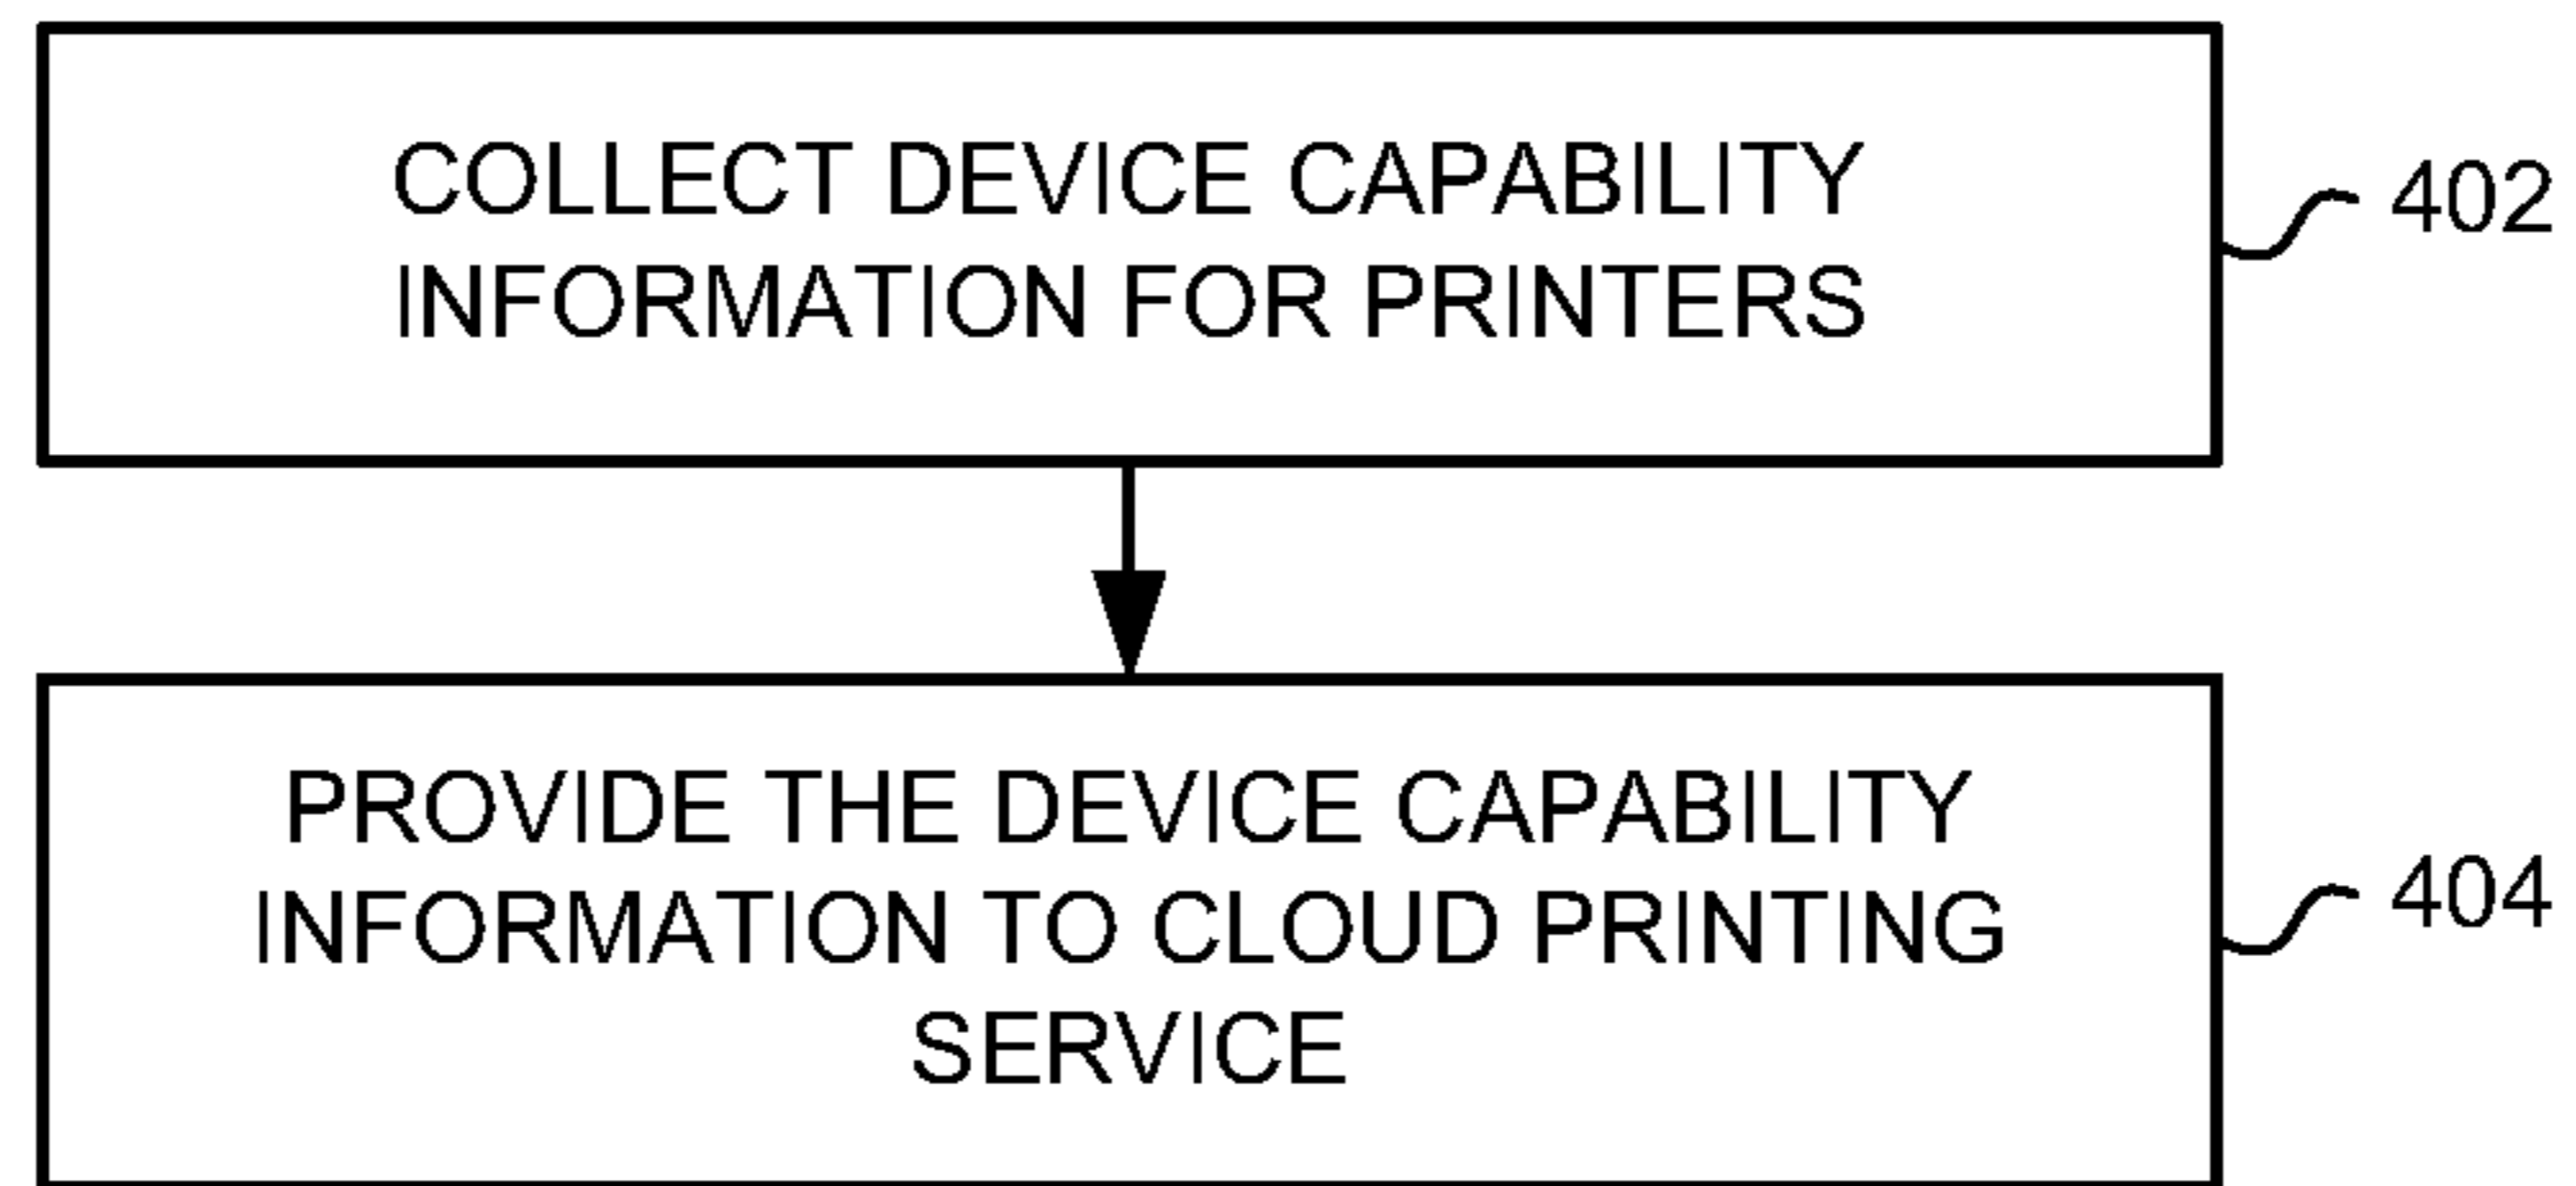 COLLECT DEVICE CAPABILITY
INFORMATION FOR PRINTERS
402
PROVIDE THE DEVICE CAPABILITY
INFORMATION TO CLOUD PRINTING
SERVICE
404